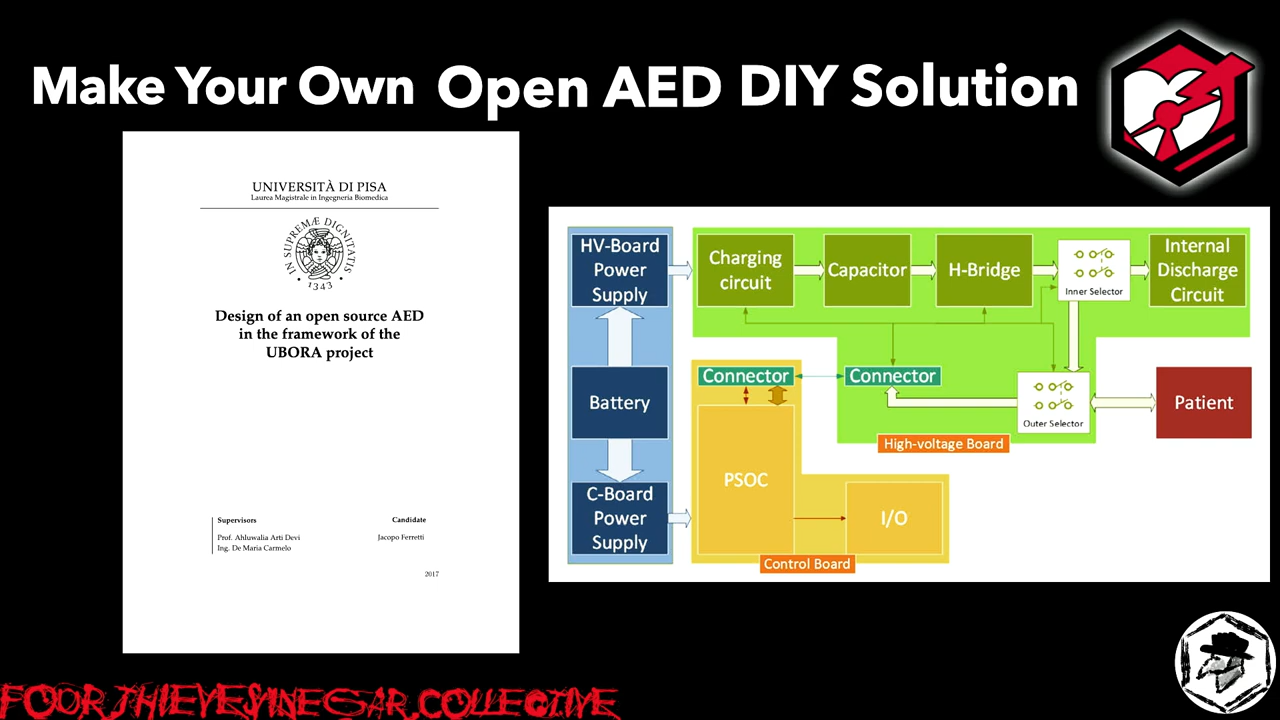 Make Your Own Open AED DIY Solution
UNIVERSITÀ DI PISA
Laurea Magistrale in Ingegneria Biomedica
IN SUPREMÆ DIGNITATIS
1343
Design of an open source AED
in the framework of the
UBORA project
Supervisors
Candidate
Prof. Ahluwalia Arti Devi
Jacopo Ferretti
Ing. De Maria Carmelo
2017
HV-Board
Power
Supply
Charging
circuit
Capacitor
H-Bridge
Inner Selector
Internal
Discharge
Circuit
Battery
Connector
Connector
Outer Selector
Patient
High-voltage Board
PSOC
I/O
C-Board
Power
Supply
Control Board
FOUR THIEVES VINEGAR COLLECTIVE